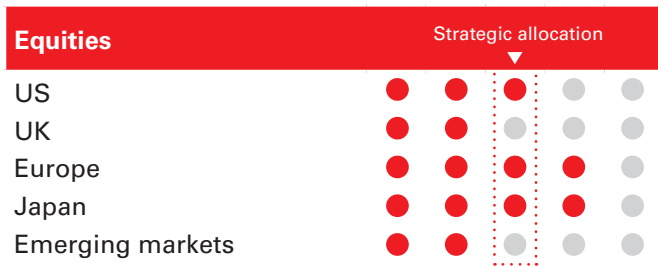 Equities
Strategic allocation
US
UK
Europe
Japan
Emerging markets